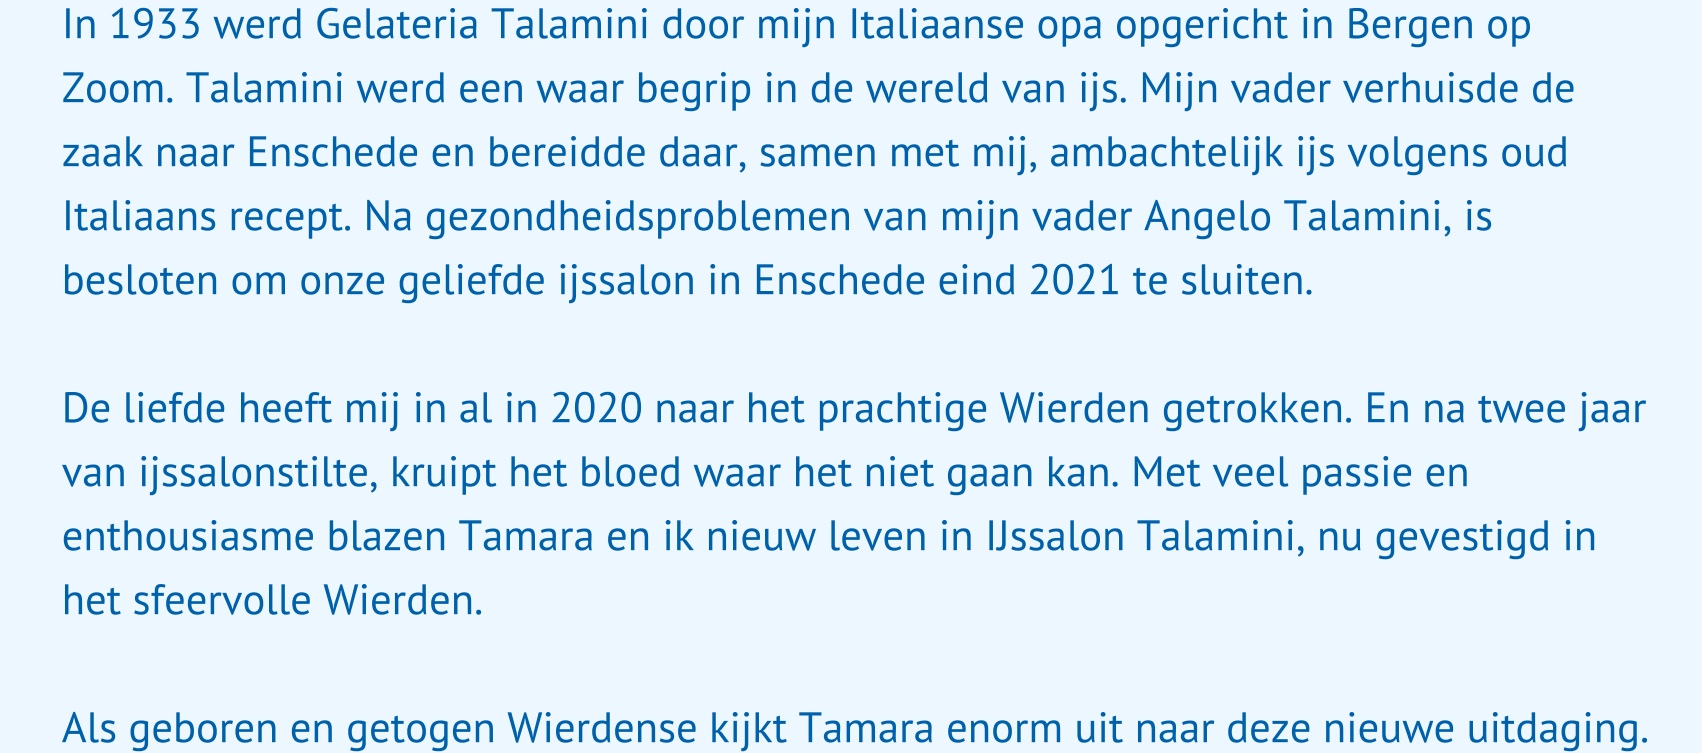 In 1933 werd Gelateria Talamini door mijn Italiaanse opa opgericht in Bergen op
Zoom. Talamini werd een waar begrip in de wereld van ijs. Mijn vader verhuisde de
zaak naar Enschede en bereidde daar, samen met mij, ambachtelijk ijs volgens oud
Italiaans recept. Na gezondheidsproblemen van mijn vader Angelo Talamini, is
besloten om onze geliefde ijssalon in Enschede eind 2021 te sluiten.

De liefde heeft mij in al in 2020 naar het prachtige Wierden getrokken. En na twee jaar
van ijssalonstilte, kruipt het bloed waar het niet gaan kan. Met veel passie en
enthousiasme blazen Tamara en ik nieuw leven in IJssalon Talamini, nu gevestigd in
het sfeervolle Wierden.

Als geboren en getogen Wierdense kijkt Tamara enorm uit naar deze nieuwe uitdaging.